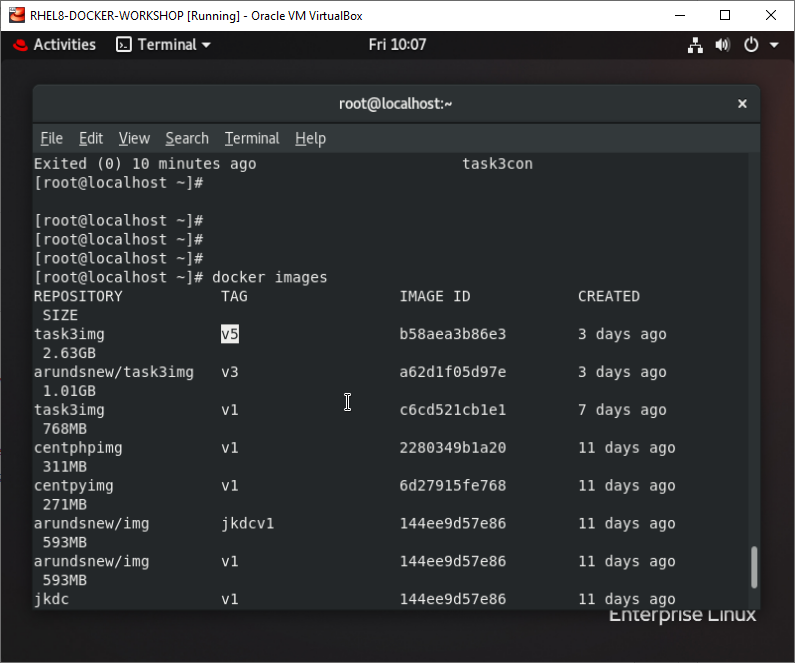 RHEL8-DOCKER-WORKSHOP [Running] - Oracle VM VirtualBox
Activities Terminal Fri 10:07
root@localhost:~
File Edit View Search Terminal Help
Exited (0) 10 minutes ago task3con
[root@localhost ~]#
[root@localhost ~]#
[root@localhost ~]#
[root@localhost ~]#
[root@localhost ~]# docker images
REPOSITORY TAG IMAGE ID CREATED
SIZE
task3img v5 b58aea3b86e3 3 days ago
2.63GB
arundsnew/task3img v3 a62d1f05d97e 3 days ago
1.01GB
task3img v1 c6cd521cb1e1 7 days ago
768MB
centphpimg v1 2280349b1a20 11 days ago
311MB
centpyimg v1 6d27915fe768 11 days ago
271MB
arundsnew/img jkdcv1 144ee9d57e86 11 days ago
593MB
arundsnew/img v1 144ee9d57e86 11 days ago
593MB
jkdc v1 144ee9d57e86 11 days ago
Enterprise Linux